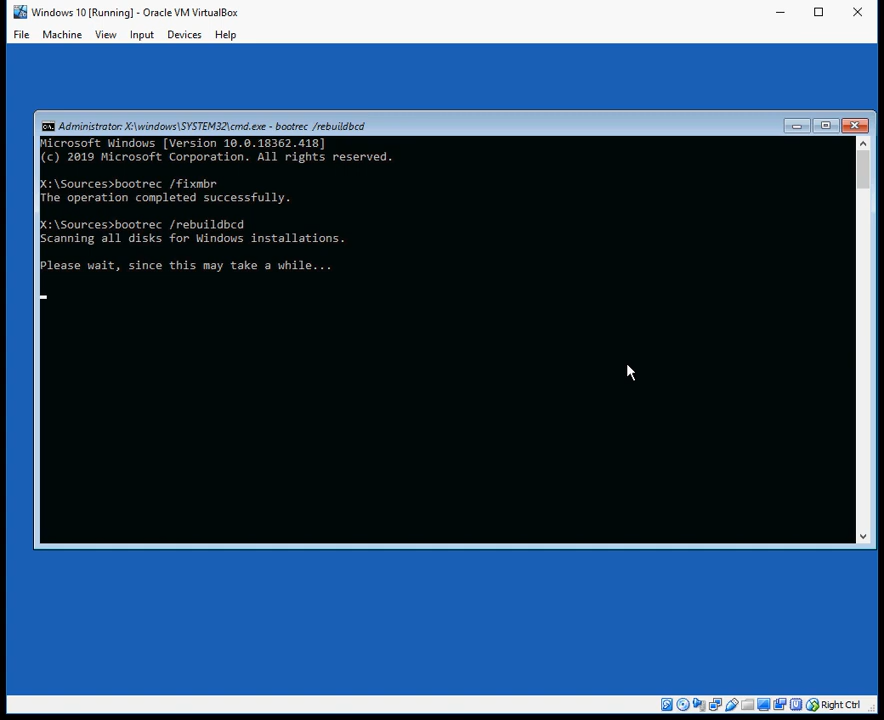 Windows 10 [Running] - Oracle VM VirtualBox
File Machine View Input Devices Help
Administrator: X:\windows\SYSTEM32\cmd.exe - bootrec /rebuildbcd
Microsoft Windows [Version 10.0.18362.418]
(c) 2019 Microsoft Corporation. All rights reserved.
X:\Sources>bootrec /fixmbr
The operation completed successfully.
X:\Sources>bootrec /rebuildbcd
Scanning all disks for Windows installations.
Please wait, since this may take a while...
Right Ctrl